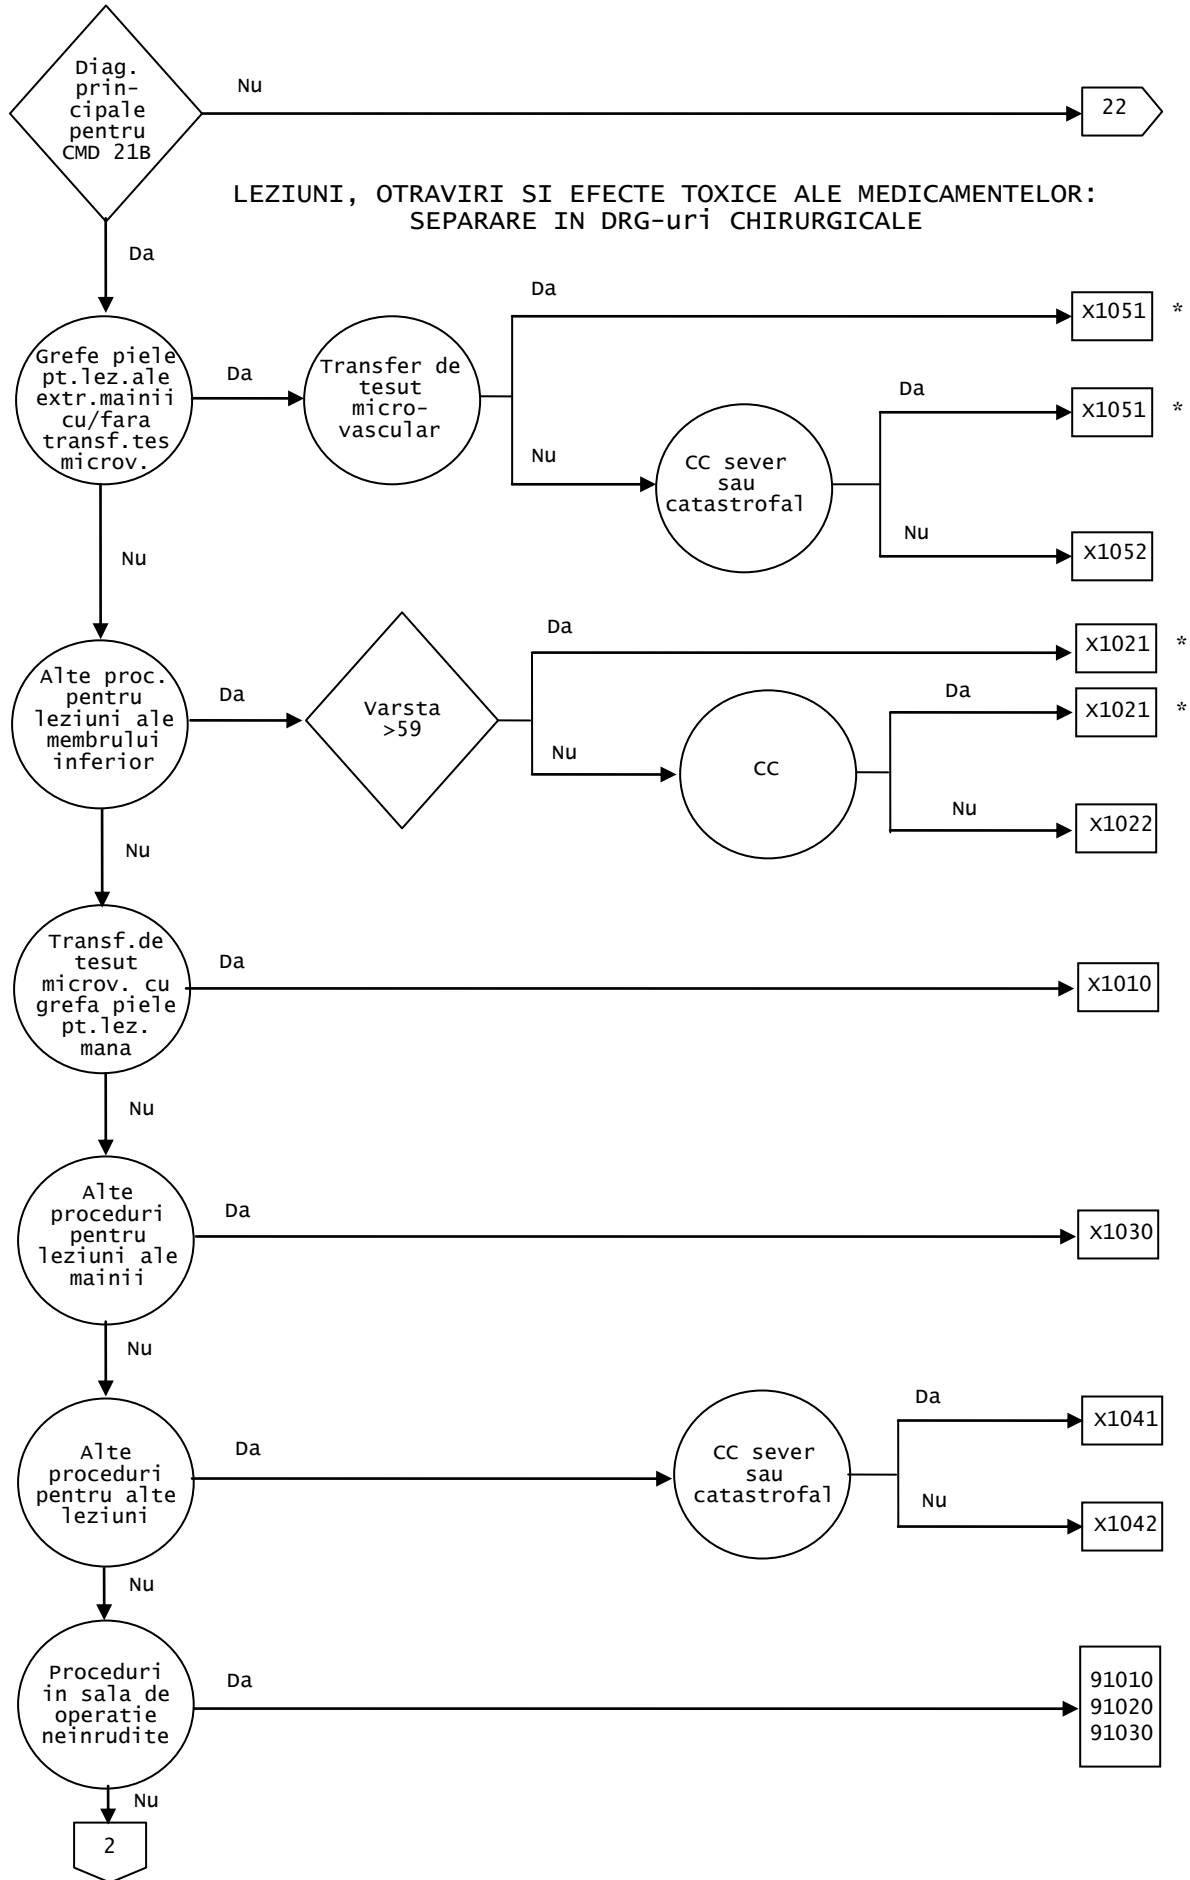 Diag.
prin-
cipale
pentru
CMD 21B
Nu
22
LEZIUNI, OTRAVIRI SI EFECTE TOXICE ALE MEDICAMENTELOR:
SEPARARE IN DRG-uri CHIRURGICALE
Da
Grefe piele
pt.lez.ale
extr.mainii
cu/fara
transf.tes
microv.
Da
Transfer de
tesut
micro-
vascular
Da
X1051 *
Nu
CC sever
sau
catastrofal
Da
X1051 *
Nu
X1052
Nu
Alte proc.
pentru
leziuni ale
membrului
inferior
Da
Varsta
>59
Da
X1021 *
Nu
CC
Da
X1021 *
Nu
X1022
Nu
Transf.de
tesut
microv. cu
grefa piele
pt.lez.
mana
Da
X1010
Nu
Alte
proceduri
pentru
leziuni ale
mainii
Da
X1030
Nu
Alte
proceduri
pentru alte
leziuni
Da
CC sever
sau
catastrofal
Da
X1041
Nu
X1042
Nu
Proceduri
in sala de
operatie
neinrudite
Da
91010
91020
91030
Nu
2